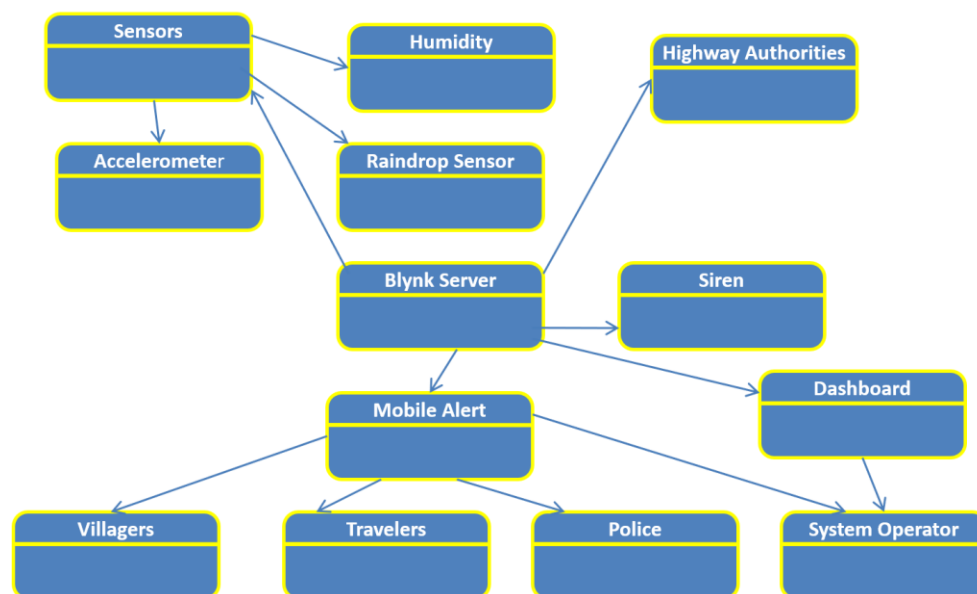 Sensors
Humidity
Highway Authorities
Accelerometer
Raindrop Sensor
Blynk Server
Siren
Dashboard
Mobile Alert
Villagers
Travelers
Police
System Operator